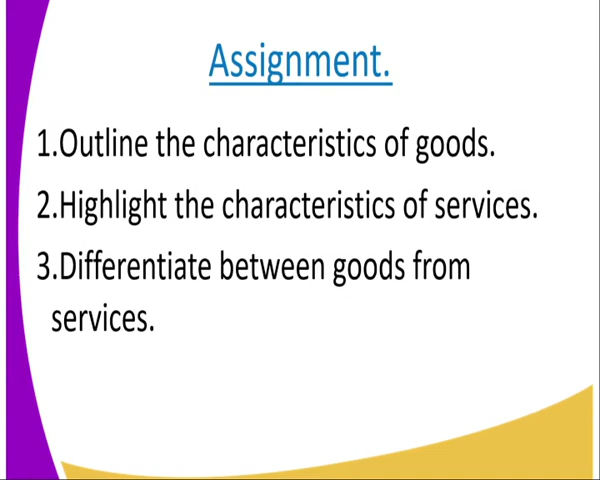 Assignment.
1.Outline the characteristics of goods.
2.Highlight the characteristics of services.
3.Differentiate between goods from
services.